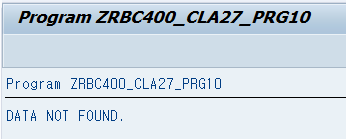 Program ZRBC400_CLA27_PRG10
Program ZRBC400_CLA27_PRG10
DATA NOT FOUND.